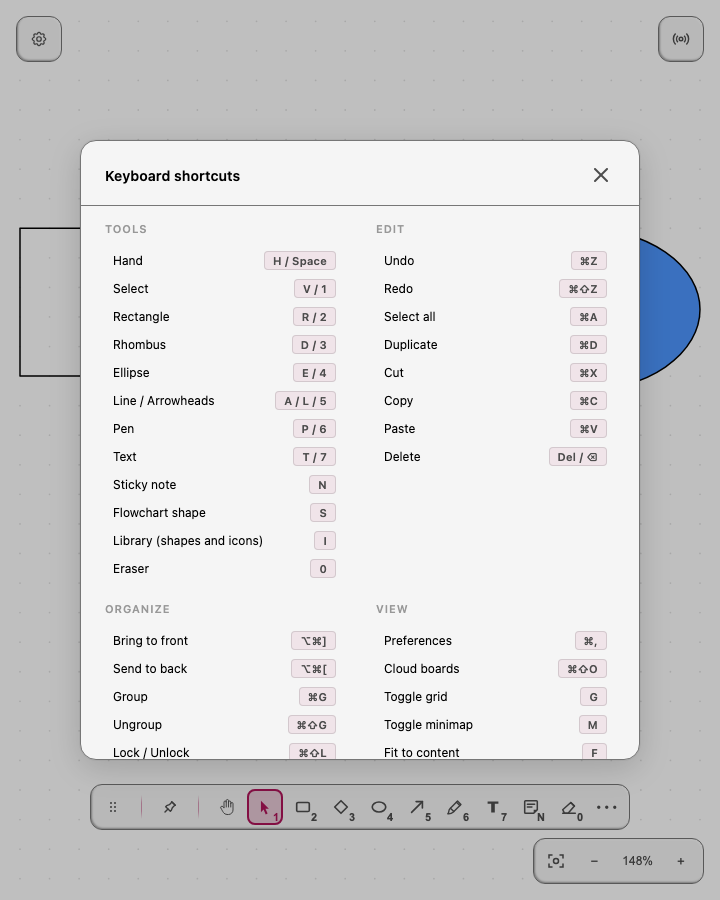 Keyboard shortcuts
TOOLS
Hand H / Space
Select V / 1
Rectangle R / 2
Rhombus D / 3
Ellipse E / 4
Line / Arrowheads A / L / 5
Pen P / 6
Text T / 7
Sticky note N
Flowchart shape S
Library (shapes and icons) I
Eraser 0
EDIT
Undo ⌘Z
Redo ⌘⇧Z
Select all ⌘A
Duplicate ⌘D
Cut ⌘X
Copy ⌘C
Paste ⌘V
Delete Del / ⌫
ORGANIZE
Bring to front ⌥⌘]
Send to back ⌥⌘[
Group ⌘G
Ungroup ⌘⇧G
Lock / Unlock ⌘⇧L
VIEW
Preferences ⌘,
Cloud boards ⌘⇧O
Toggle grid G
Toggle minimap M
Fit to content F
1 2 3 4 5 6 T 7 N 0
− 148% +